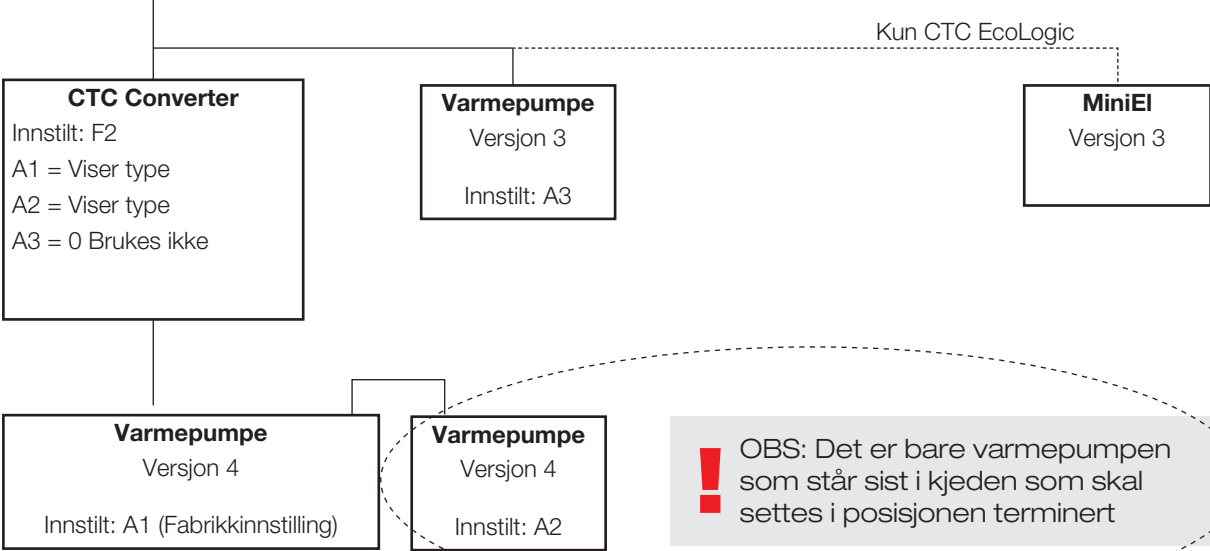 Kun CTC EcoLogic
CTC Converter
Innstilt: F2
A1 = Viser type
A2 = Viser type
A3 = 0 Brukes ikke
Varmepumpe
Versjon 3
Innstilt: A3
MiniEl
Versjon 3
Varmepumpe
Versjon 4
Innstilt: A1 (Fabrikkinnstilling)
Varmepumpe
Versjon 4
Innstilt: A2
! OBS: Det er bare varmepumpen
som står sist i kjeden som skal
settes i posisjonen terminert